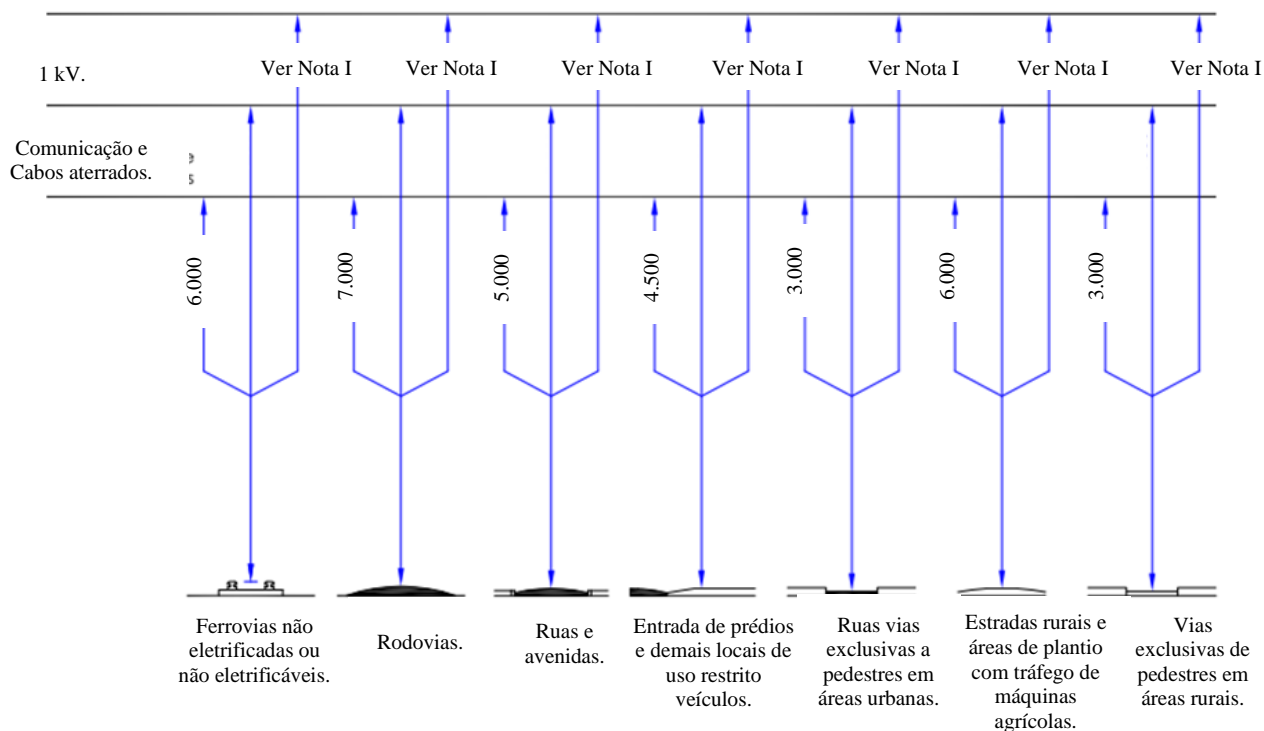 1 kV.
Ver Nota I
Ver Nota I
Ver Nota I
Ver Nota I
Ver Nota I
Ver Nota I
Ver Nota I
Comunicação e
Cabos aterrados.
e
s
6.000
7.000
5.000
4.500
3.000
6.000
3.000
Ferrovias não
eletrificadas ou
não eletrificáveis.
Rodovias.
Ruas e
avenidas.
Entrada de prédios
e demais locais de
uso restrito
veículos.
Ruas vias
exclusivas a
pedestres em
áreas urbanas.
Estradas rurais e
áreas de plantio
com tráfego de
máquinas
agrícolas.
Vias
exclusivas de
pedestres em
áreas rurais.